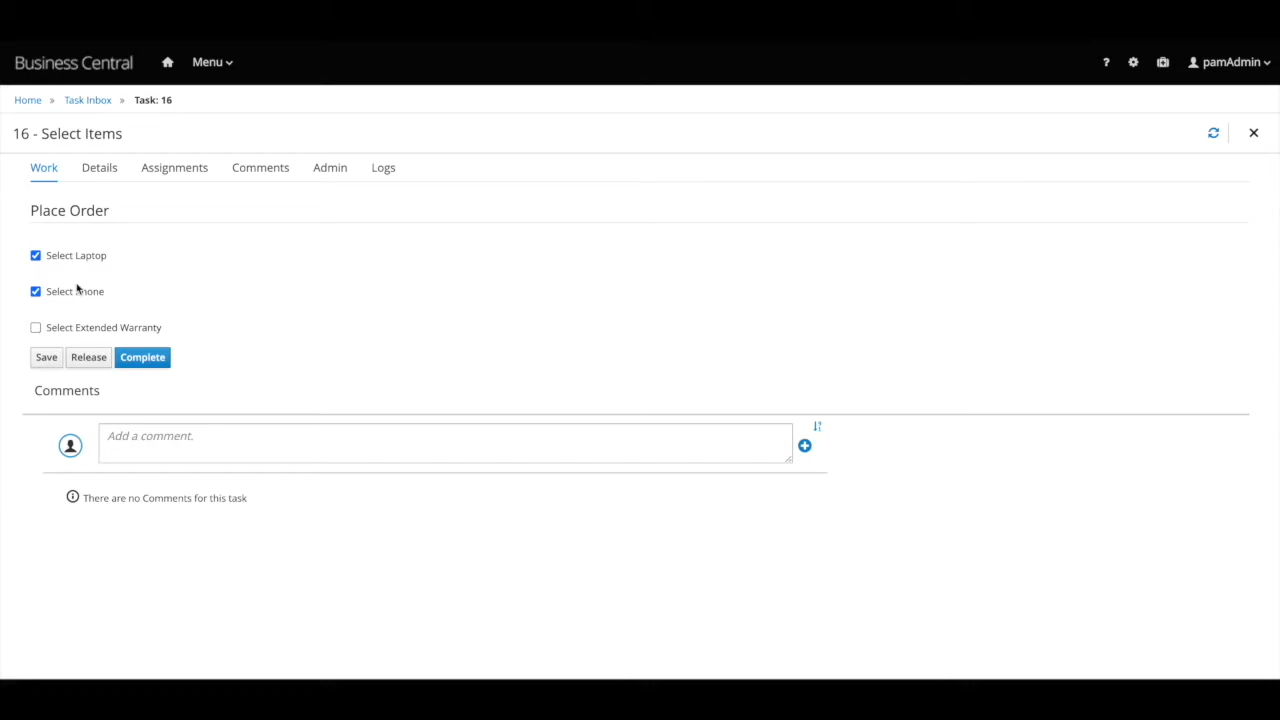 Business Central Menu ? pamAdmin
Home » Task Inbox » Task: 16
16 - Select Items
Work Details Assignments Comments Admin Logs
Place Order
Select Laptop
Select Phone
Select Extended Warranty
Save Release Complete
Comments
Add a comment.
There are no Comments for this task